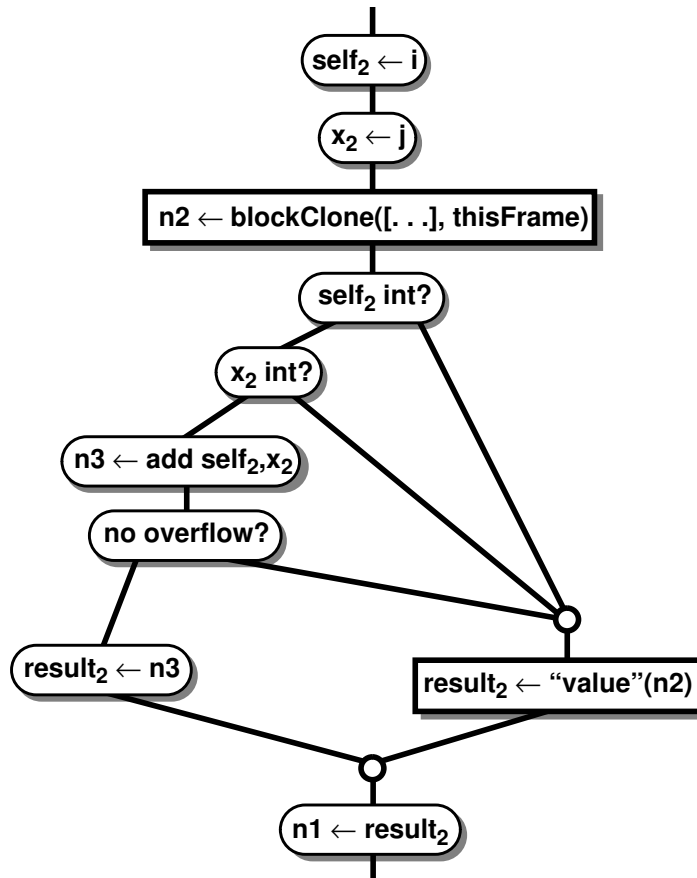 self₂ ← i
x₂ ← j
n2 ← blockClone([. . .], thisFrame)
self₂ int?
x₂ int?
n3 ← add self₂,x₂
no overflow?
result₂ ← n3
result₂ ← “value”(n2)
n1 ← result₂